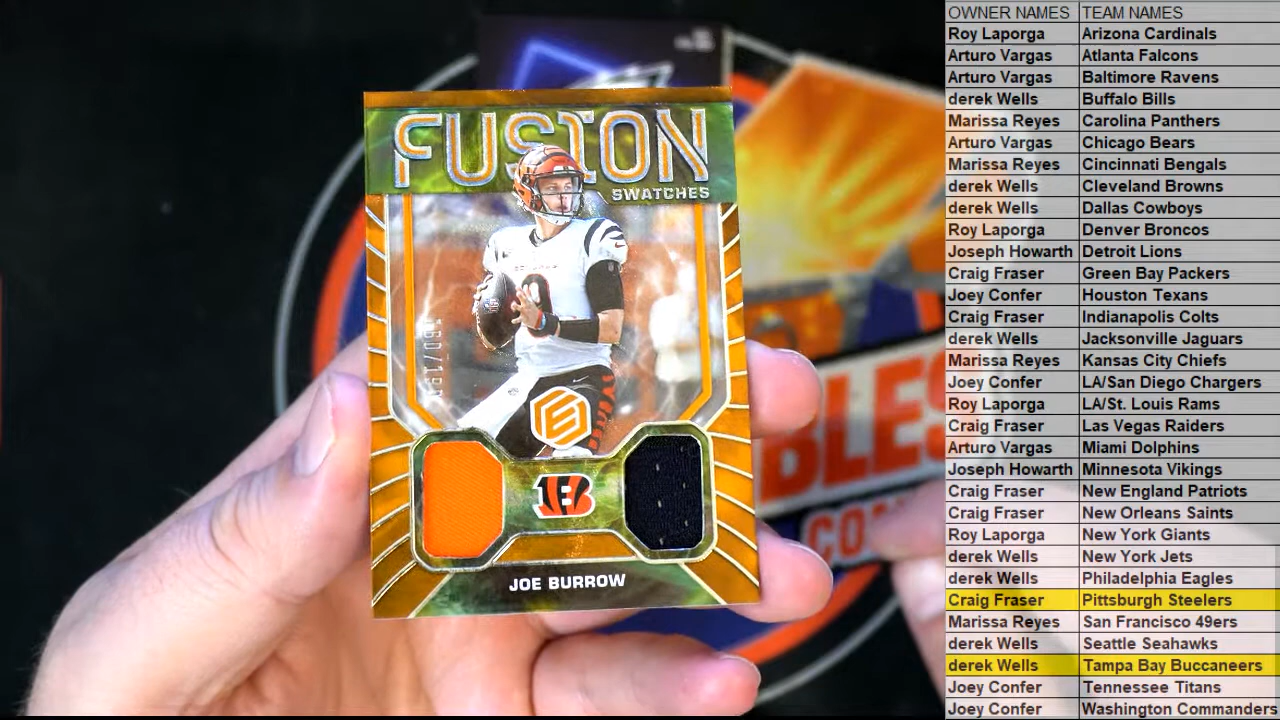 FUSION
SWATCHES
JOE BURROW
BLES
CO
OWNER NAMES TEAM NAMES
Roy Laporga Arizona Cardinals
Arturo Vargas Atlanta Falcons
Arturo Vargas Baltimore Ravens
derek Wells Buffalo Bills
Marissa Reyes Carolina Panthers
Arturo Vargas Chicago Bears
Marissa Reyes Cincinnati Bengals
derek Wells Cleveland Browns
derek Wells Dallas Cowboys
Roy Laporga Denver Broncos
Joseph Howarth Detroit Lions
Craig Fraser Green Bay Packers
Joey Confer Houston Texans
Craig Fraser Indianapolis Colts
derek Wells Jacksonville Jaguars
Marissa Reyes Kansas City Chiefs
Joey Confer LA/San Diego Chargers
Roy Laporga LA/St. Louis Rams
Craig Fraser Las Vegas Raiders
Arturo Vargas Miami Dolphins
Joseph Howarth Minnesota Vikings
Craig Fraser New England Patriots
Craig Fraser New Orleans Saints
Roy Laporga New York Giants
derek Wells New York Jets
derek Wells Philadelphia Eagles
Craig Fraser Pittsburgh Steelers
Marissa Reyes San Francisco 49ers
derek Wells Seattle Seahawks
derek Wells Tampa Bay Buccaneers
Joey Confer Tennessee Titans
Joey Confer Washington Commanders